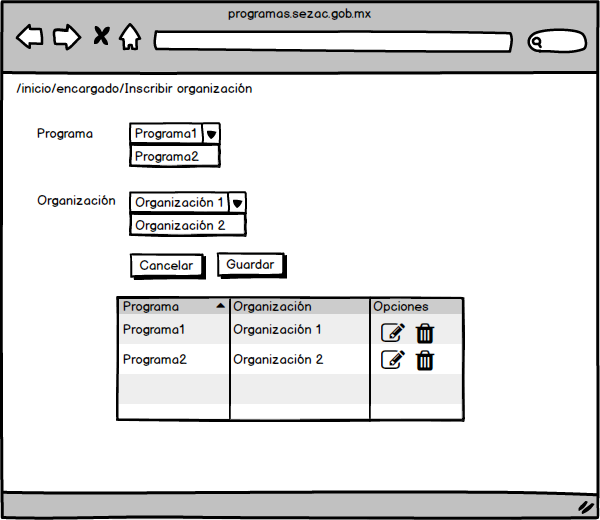 programas.sezac.gob.mx
/inicio/encargado/Inscribir organización
Programa
Programa1
Programa2
Organización
Organización 1
Organización 2
Cancelar Guardar
Programa Organización Opciones
Programa1 Organización 1
Programa2 Organización 2